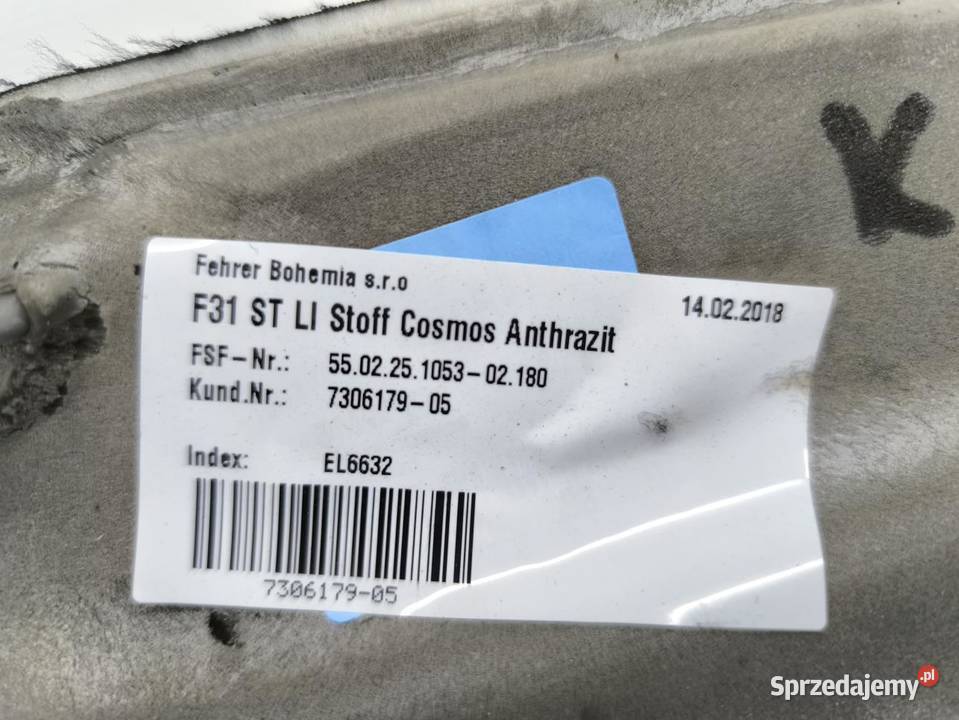 Fehrer Bohemia s.r.o
14.02.2018
F31 ST LI Stoff Cosmos Anthrazit
FSF-Nr.: 55.02.25.1053-02.180
Kund.Nr.: 7306179-05
Index: EL6632
7306179-05
Sprzedajemy.pl